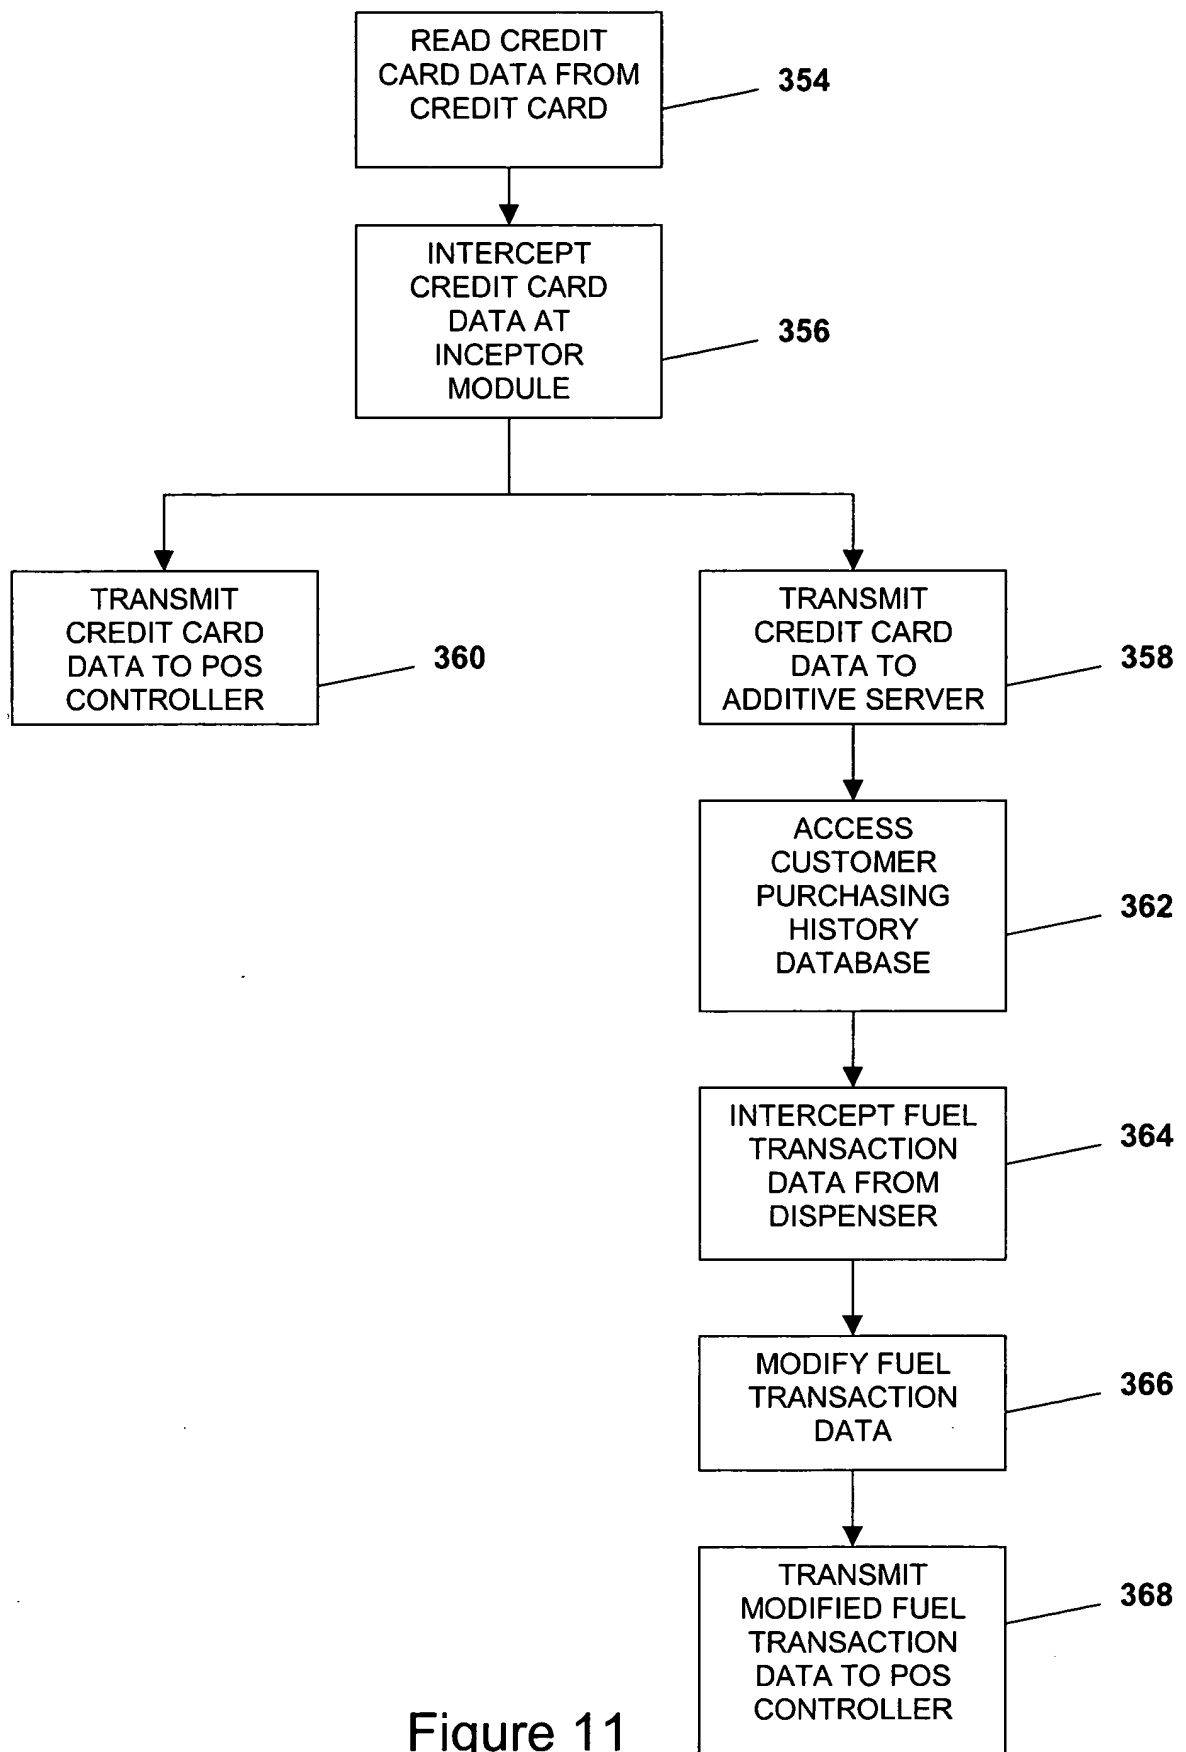 READ CREDIT
CARD DATA FROM
CREDIT CARD
354
INTERCEPT
CREDIT CARD
DATA AT
INCEPTOR
MODULE
356
TRANSMIT
CREDIT CARD
DATA TO POS
CONTROLLER
360
TRANSMIT
CREDIT CARD
DATA TO
ADDITIVE SERVER
358
ACCESS
CUSTOMER
PURCHASING
HISTORY
DATABASE
362
INTERCEPT FUEL
TRANSACTION
DATA FROM
DISPENSER
364
MODIFY FUEL
TRANSACTION
DATA
366
TRANSMIT
MODIFIED FUEL
TRANSACTION
DATA TO POS
CONTROLLER
368
Figure 11